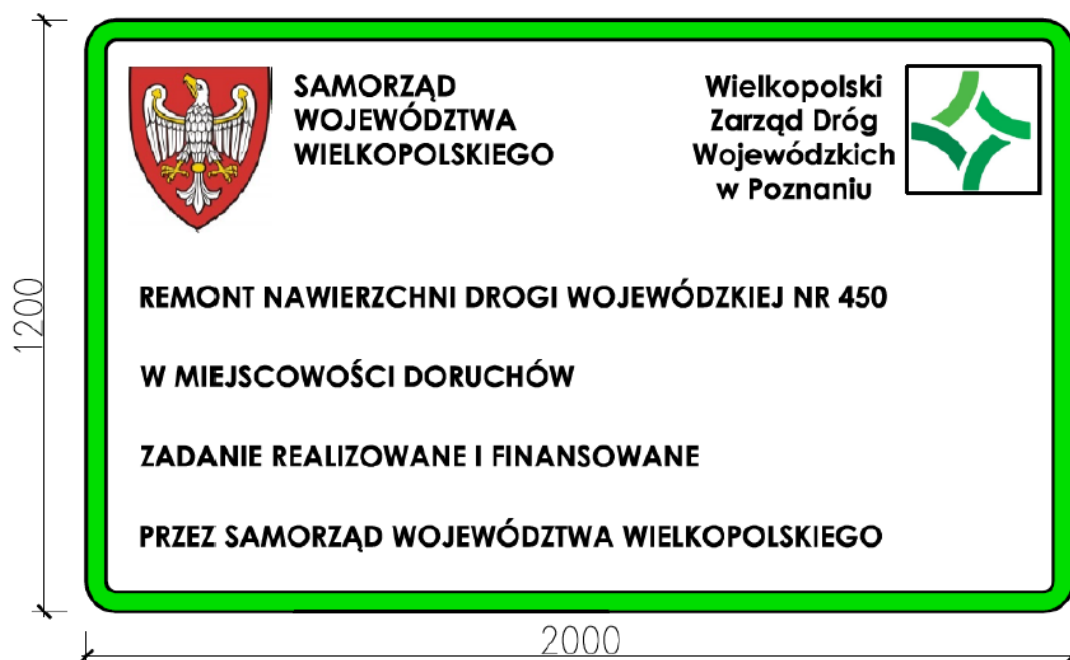 SAMORZĄD
WOJEWÓDZTWA
WIELKOPOLSKIEGO
Wielkopolski
Zarząd Dróg
Wojewódzkich
w Poznaniu
REMONT NAWIERZCHNI DROGI WOJEWÓDZKIEJ NR 450
W MIEJSCOWOŚCI DORUCHÓW
ZADANIE REALIZOWANE I FINANSOWANE
PRZEZ SAMORZĄD WOJEWÓDZTWA WIELKOPOLSKIEGO
1200
2000